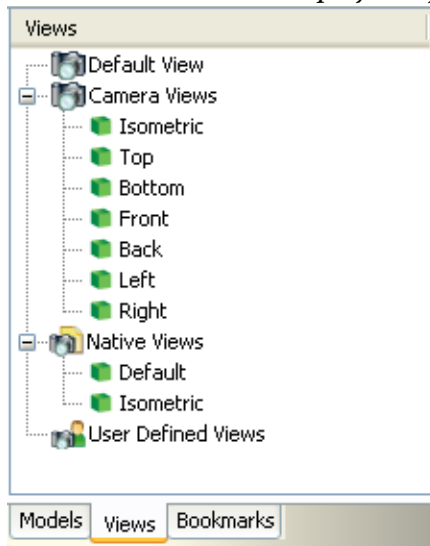 Views
Default View
Camera Views
Isometric
Top
Bottom
Front
Back
Left
Right
Native Views
Default
Isometric
User Defined Views
Models Views Bookmarks